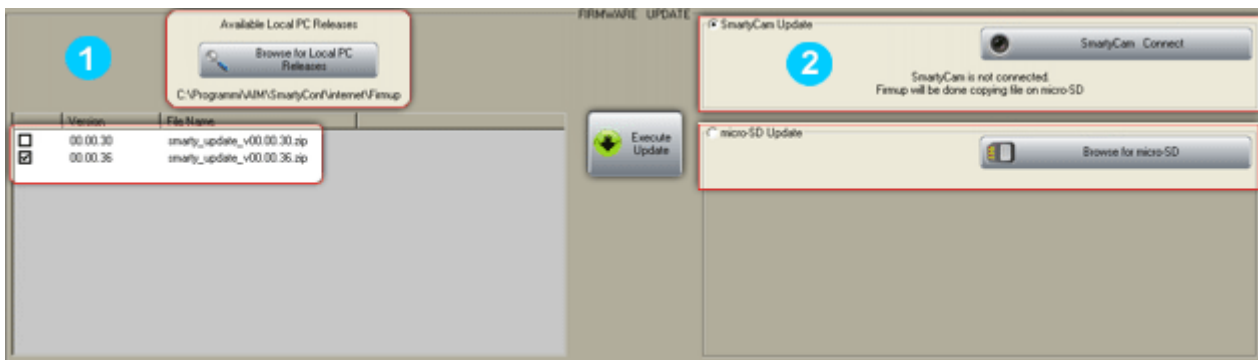 FIRMWARE UPDATE
1
Available Local PC Releases
Browse for Local PC
Releases
C:\Programmi\AIM\SmartyConf\internet\Firmup
Version File Name
00.00.30 smarty_update_v00.00.30.zip
00.00.36 smarty_update_v00.00.36.zip
Execute
Update
SmartyCam Update
2
SmartyCam Connect
SmartyCam is not connected.
Firmup will be done copying file on micro-SD
micro-SD Update
Browse for micro-SD